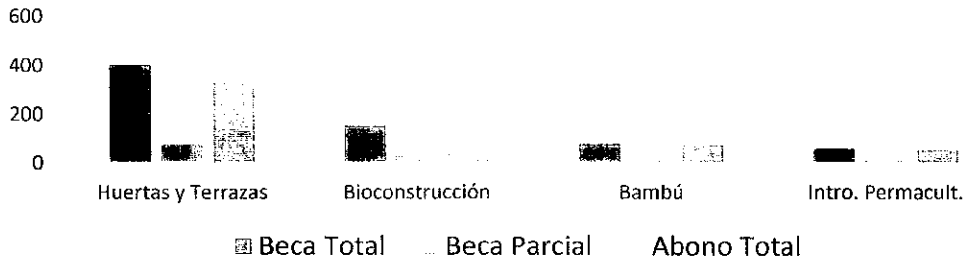 600
400
200
0
Huertas y Terrazas Bioconstrucción Bambú Intro. Permacult.
Beca Total Beca Parcial Abono Total